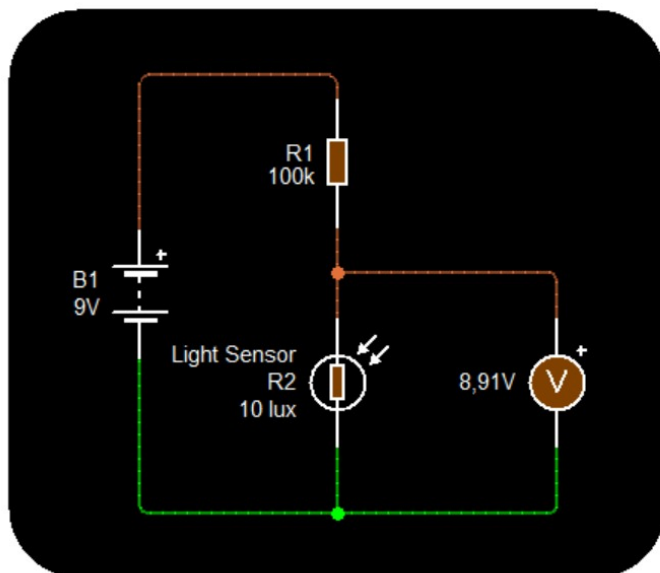 R1
100k
+
B1
9V
Light Sensor
R2
10 lux
+
8,91V
V